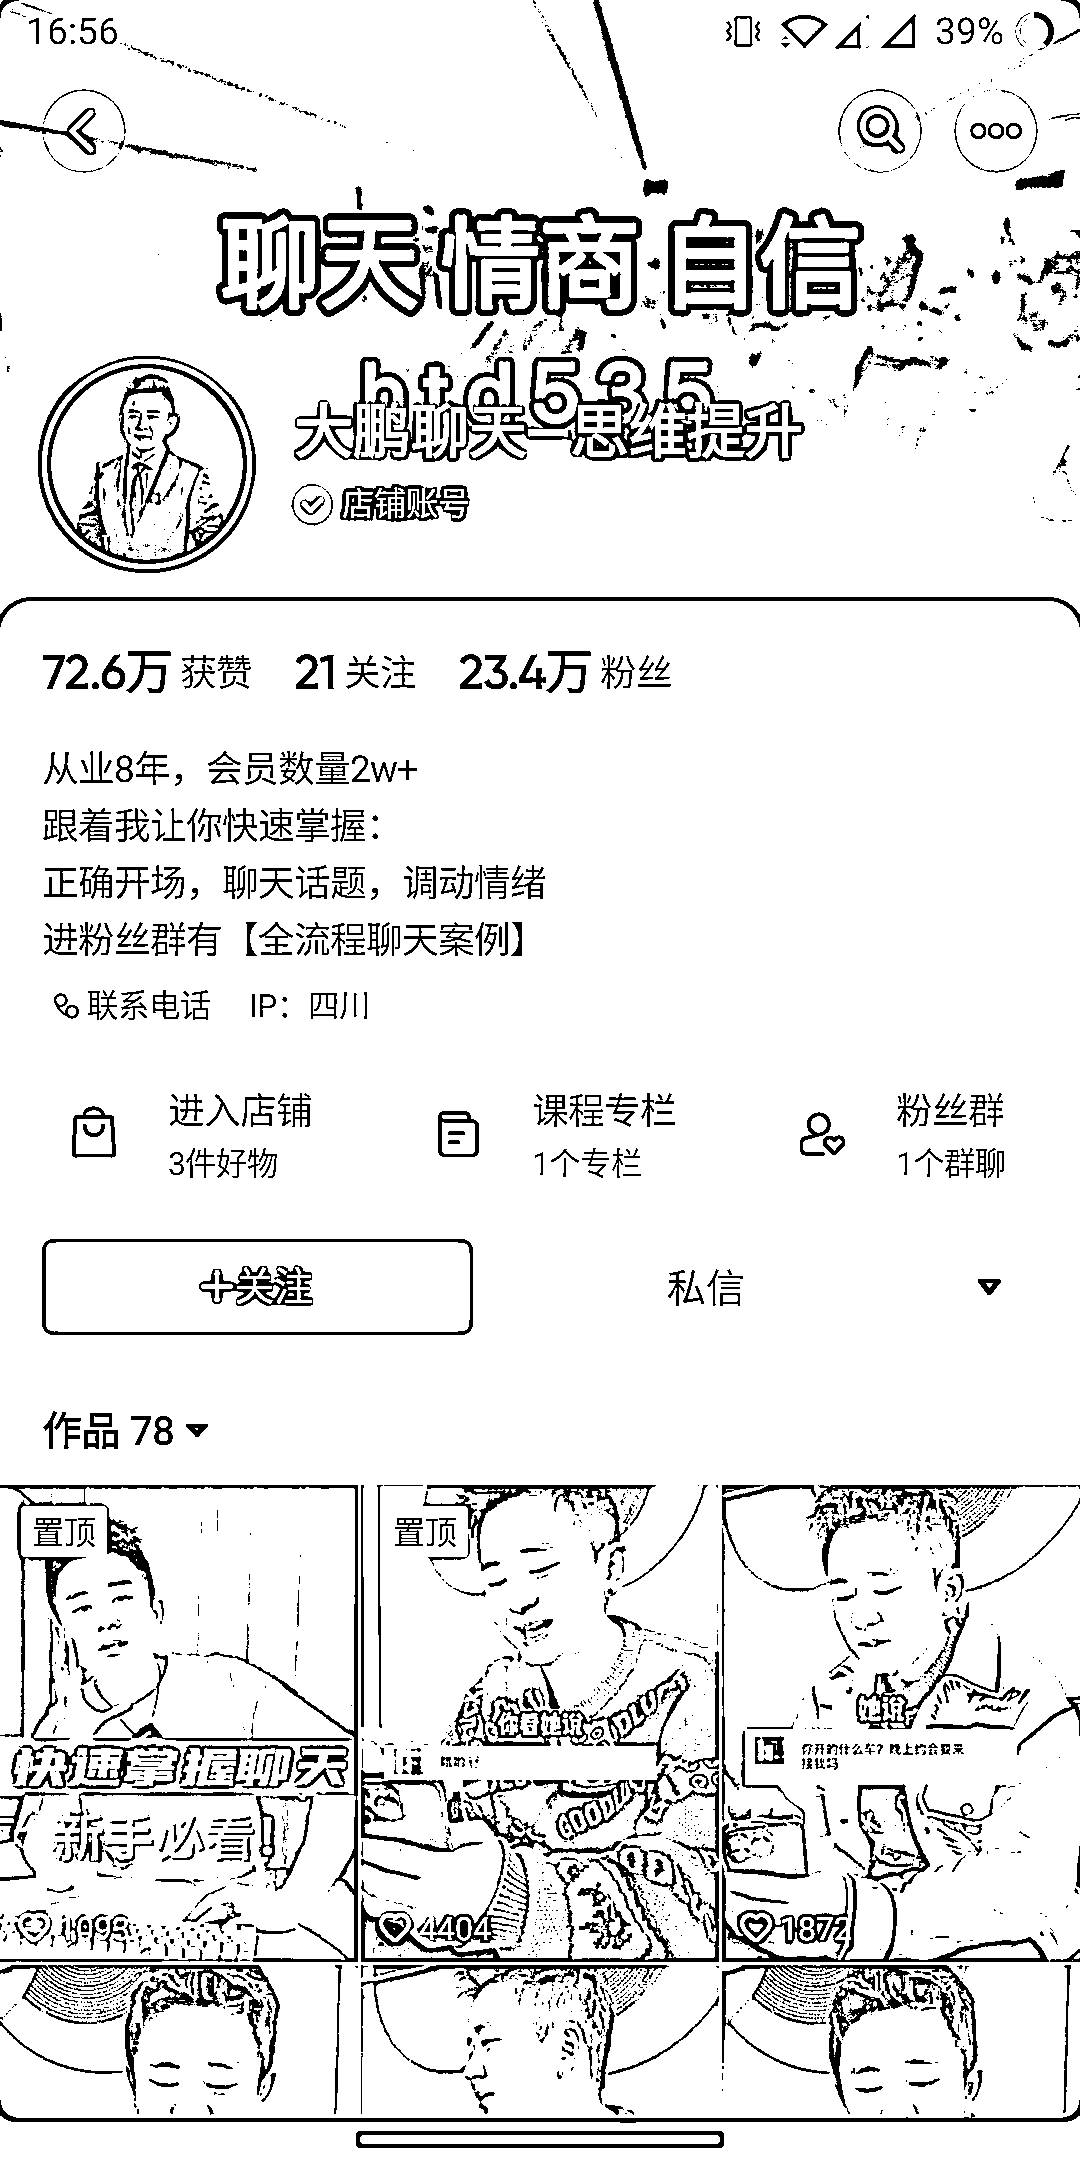 16:56
39%
聊天 情商 自信
btd535
大鹏聊天—思维提升
店铺账号
72.6万 获赞 21 关注 23.4万 粉丝
从业8年，会员数量2w+
跟着我让你快速掌握：
正确开场，聊天话题，调动情绪
进粉丝群有【全流程聊天案例】
联系电话 IP：四川
进入店铺 课程专栏 粉丝群
3件好物 1个专栏 1个群聊
+关注 私信
作品 78
置顶 置顶
你看她说 她说
你开的什么车？晚上约会要来
接我吗
快速掌握聊天
新手必看！
GOODLU
4404 1872